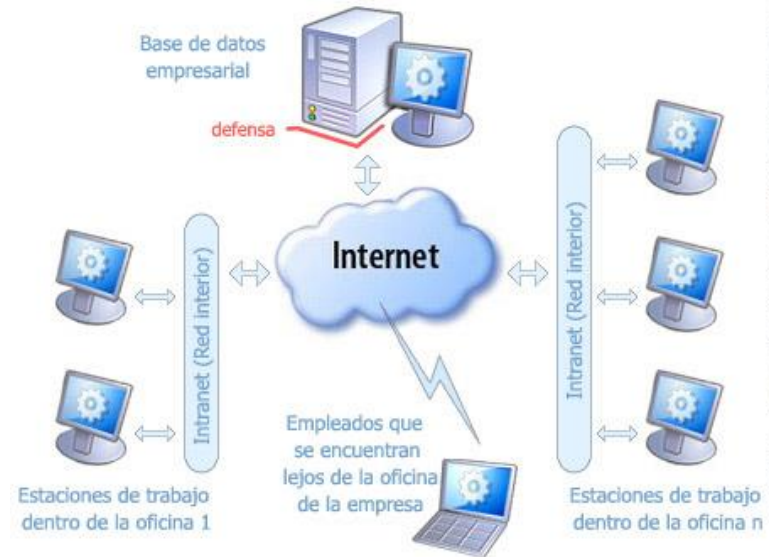 Base de datos
empresarial
defensa
Internet
Intranet (Red interior)
Intranet (Red interior)
Empleados que
se encuentran
lejos de la oficina
de la empresa
Estaciones de trabajo
dentro de la oficina 1
Estaciones de trabajo
dentro de la oficina n